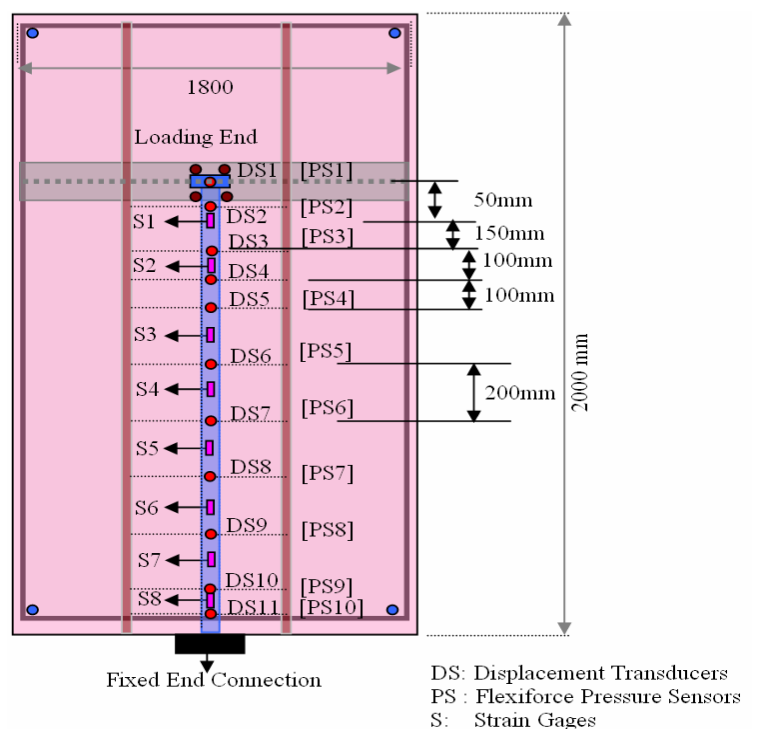 1800
Loading End
DS1 [PS1]
50mm
S1 DS2 [PS2]
150mm
DS3 [PS3]
100mm
S2 DS4
100mm
DS5 [PS4]
S3
DS6 [PS5]
S4
200mm
2000 mm
DS7 [PS6]
S5
DS8 [PS7]
S6
DS9 [PS8]
S7
DS10 [PS9]
S8
DS11 [PS10]
Fixed End Connection
DS: Displacement Transducers
PS : Flexiforce Pressure Sensors
S: Strain Gages